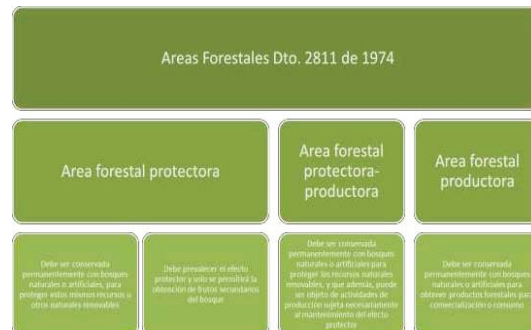 Areas Forestales Dto. 2811 de 1974
Area forestal protectora
Area forestal
protectora-
productora
Area forestal
productora
Debe ser conservada
permanentemente con bosques
naturales o artificiales, para
proteger estos mismos recursos u
otros naturales renovables
Debe prevalecer el efecto
protector y solo se permitirá la
obtención de frutos secundarios
del bosque
Debe ser conservada
permanentemente con bosques
naturales o artificiales para
proteger los recursos naturales
renovables, y que además, puede
ser objeto de actividades de
producción sujeta necesariamente
al mantenimiento del efecto
protector
Debe ser conservada
permanentemente con bosques
naturales o artificiales para
obtener productos forestales para
comercialización o consumo